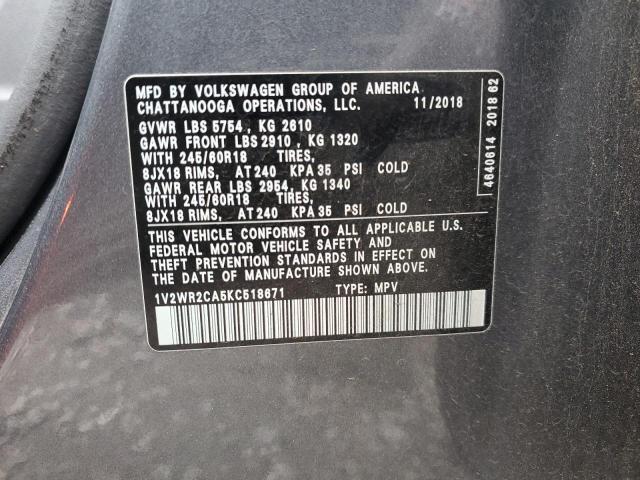 MFD BY VOLKSWAGEN GROUP OF AMERICA
CHATTANOOGA OPERATIONS, LLC. 11/2018
GVWR LBS 5754 , KG 2610
GAWR FRONT LBS 2910 , KG 1320
WITH 245/60R18 TIRES,
8JX18 RIMS, AT 240 KPA 35 PSI COLD
GAWR REAR LBS 2954, KG 1340
WITH 245/60R18 TIRES,
8JX18 RIMS, AT 240 KPA 35 PSI COLD
THIS VEHICLE CONFORMS TO ALL APPLICABLE U.S.
FEDERAL MOTOR VEHICLE SAFETY AND
THEFT PREVENTION STANDARDS IN EFFECT ON
DATE OF MANUFACTURE SHOWN ABOVE.
1V2WR2CA5KC518671 TYPE: MPV
4640614 2018 62